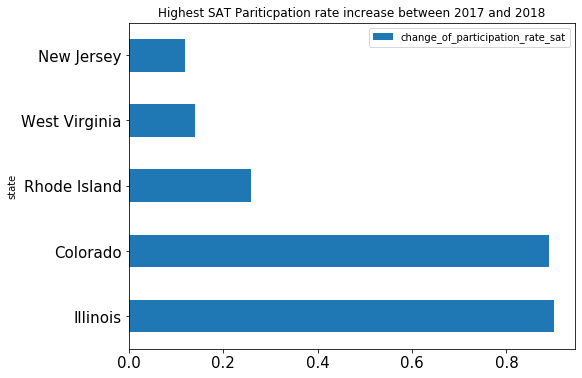 Highest SAT Pariticpation rate increase between 2017 and 2018
change_of_participation_rate_sat
New Jersey
West Virginia
Rhode Island
Colorado
Illinois
state
0.0 0.2 0.4 0.6 0.8